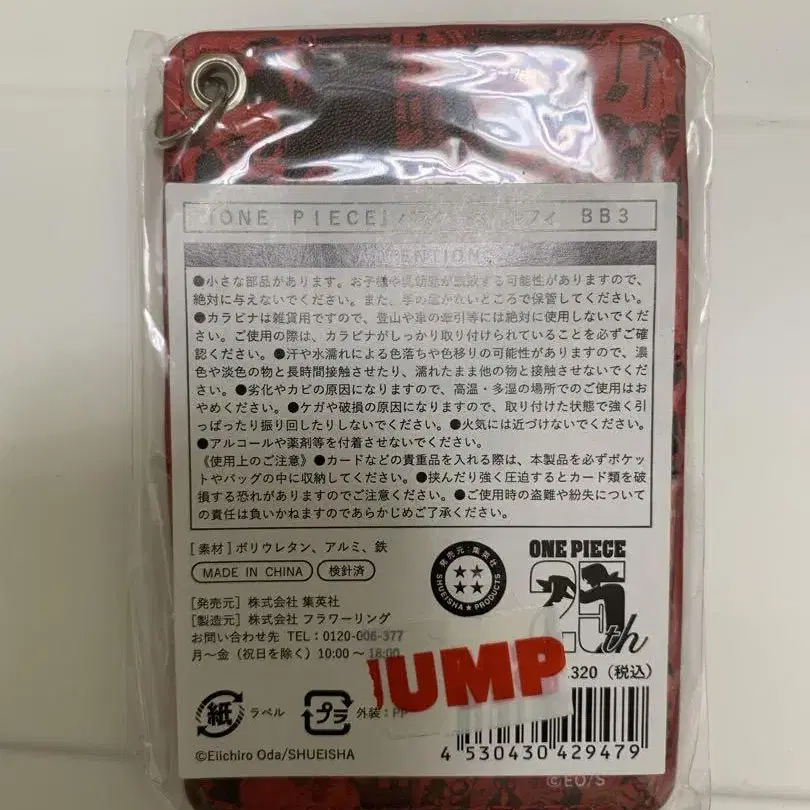 「ONE PIECE」 BB3
ATTENTION
●小さな部品があります。お子様や乳幼児が誤飲する可能性がありますので、
絶対に与えないでください。また、手の届かないところで保管してください。
●カラビナは雑貨用ですので、登山や車の牽引等には絶対に使用しないでくださ
い。ご使用の際は、カラビナがしっかり取り付けられていることを必ずご確
認ください。●汗や水濡れによる色落ちや色移りの可能性がありますので、濃
色や淡色の物と長時間接触させたり、濡れたまま他の物と接触させないでくだ
さい。●劣化やカビの原因になりますので、高温・多湿の場所でのご使用はお
やめください。●ケガや破損の原因になりますので、取り付けた状態で強く引
っぱったり振り回したりしないでください。●火気には近づけないでください。
●アルコールや薬剤等を付着させないでください。
《使用上のご注意》●カードなどの貴重品を入れる際は、本製品を必ずポケッ
トやバッグの中に収納してください。●挟んだり強く圧迫するとカード類を破
損する恐れがありますのでご注意ください。●ご使用時の盗難や紛失について
の責任は負いかねますのであらかじめご了承ください。
[素材]ポリウレタン、アルミ、鉄
MADE IN CHINA 検針済
発売元:集英社
SHUEISHA★PRODUCTS
ONE PIECE
25th
[発売元]株式会社 集英社
[製造元]株式会社 フラワーリング
お問い合わせ先 TEL:0120-006-377
月〜金(祝日を除く)10:00〜18:00
JUMP
,320(税込)
紙 ラベル プラ 外装:PP
4 530430 429479
©Eiichiro Oda/SHUEISHA
©EO/S